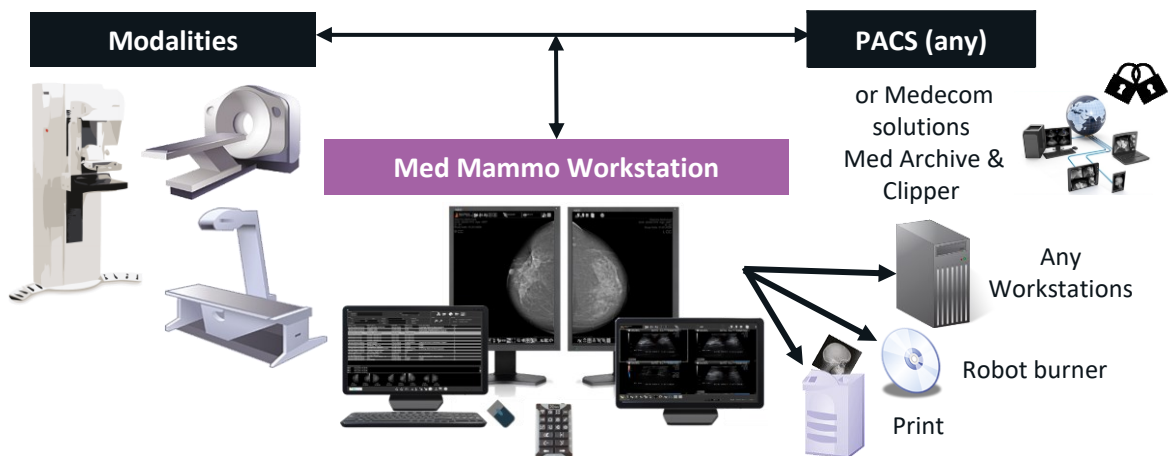 Modalities
PACS (any)
Med Mammo Workstation
or Medecom
solutions
Med Archive &
Clipper
Any
Workstations
Robot burner
Print